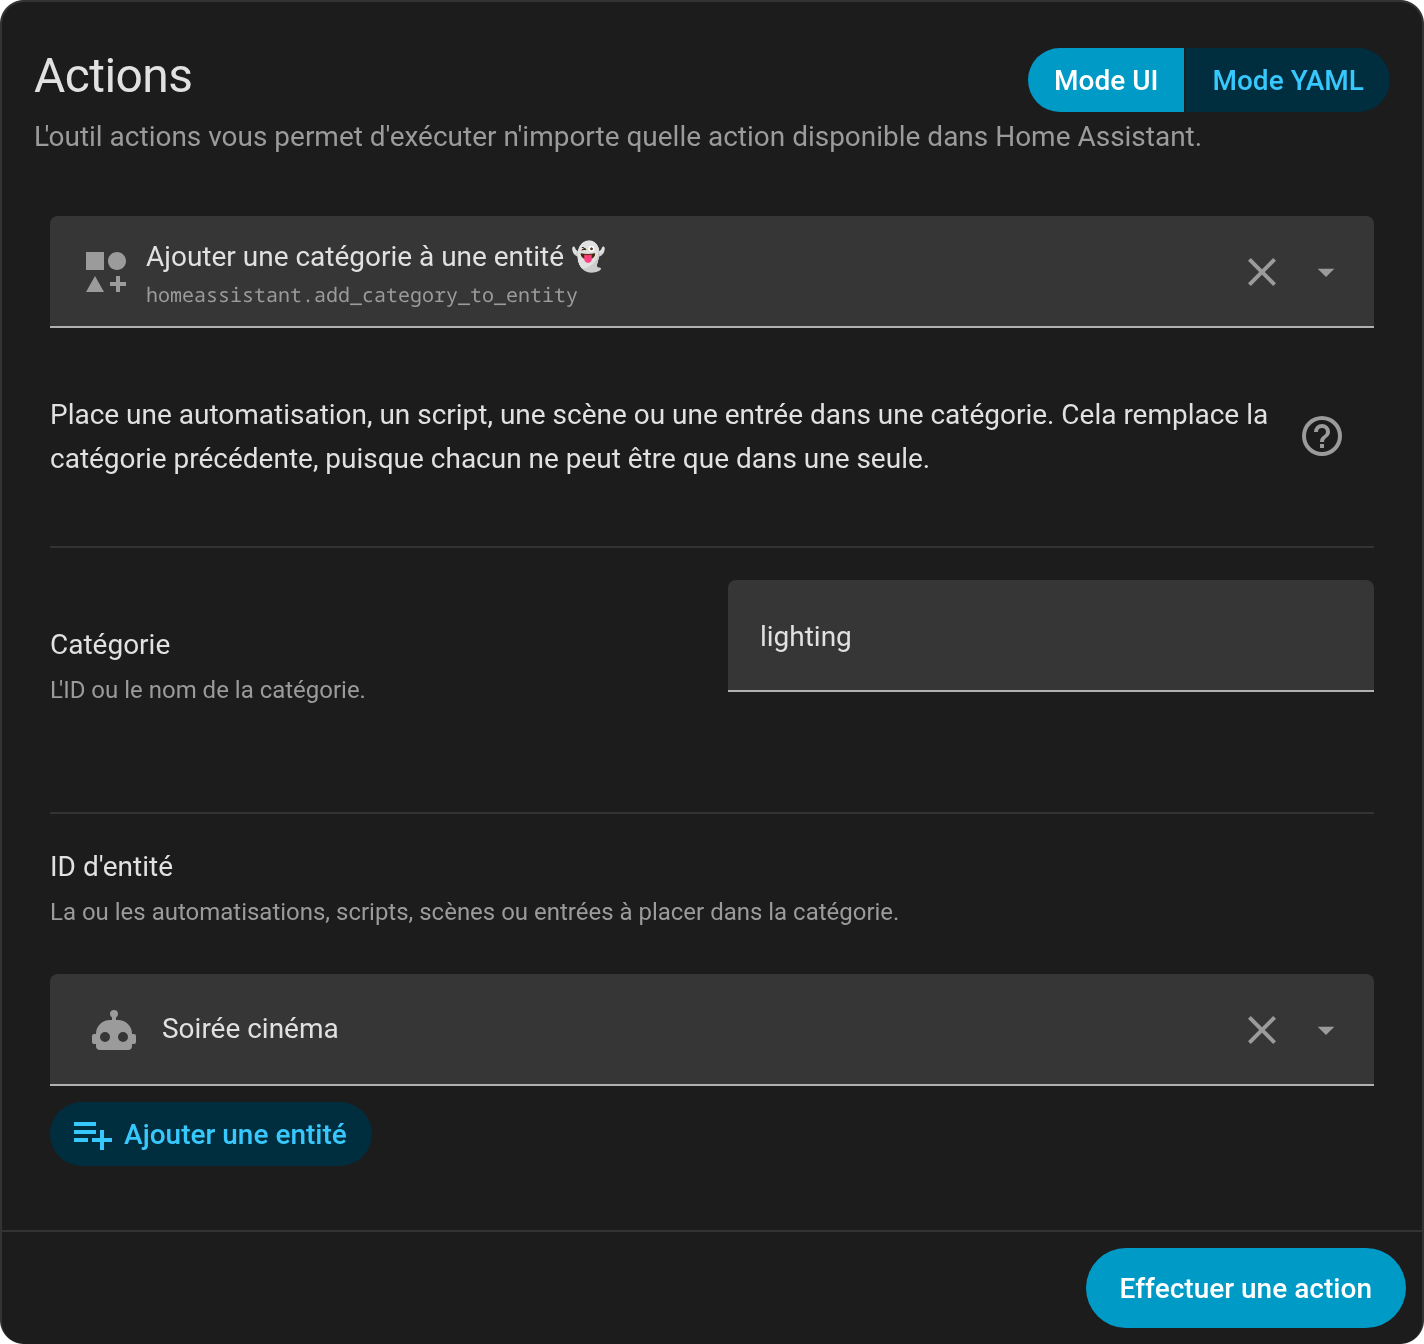 Actions
Mode UI
Mode YAML
L'outil actions vous permet d'exécuter n'importe quelle action disponible dans Home Assistant.
Ajouter une catégorie à une entité 👻
homeassistant.add_category_to_entity
Place une automatisation, un script, une scène ou une entrée dans une catégorie. Cela remplace la
catégorie précédente, puisque chacun ne peut être que dans une seule.
Catégorie
L'ID ou le nom de la catégorie.
lighting
ID d'entité
La ou les automatisations, scripts, scènes ou entrées à placer dans la catégorie.
Soirée cinéma
Ajouter une entité
Effectuer une action